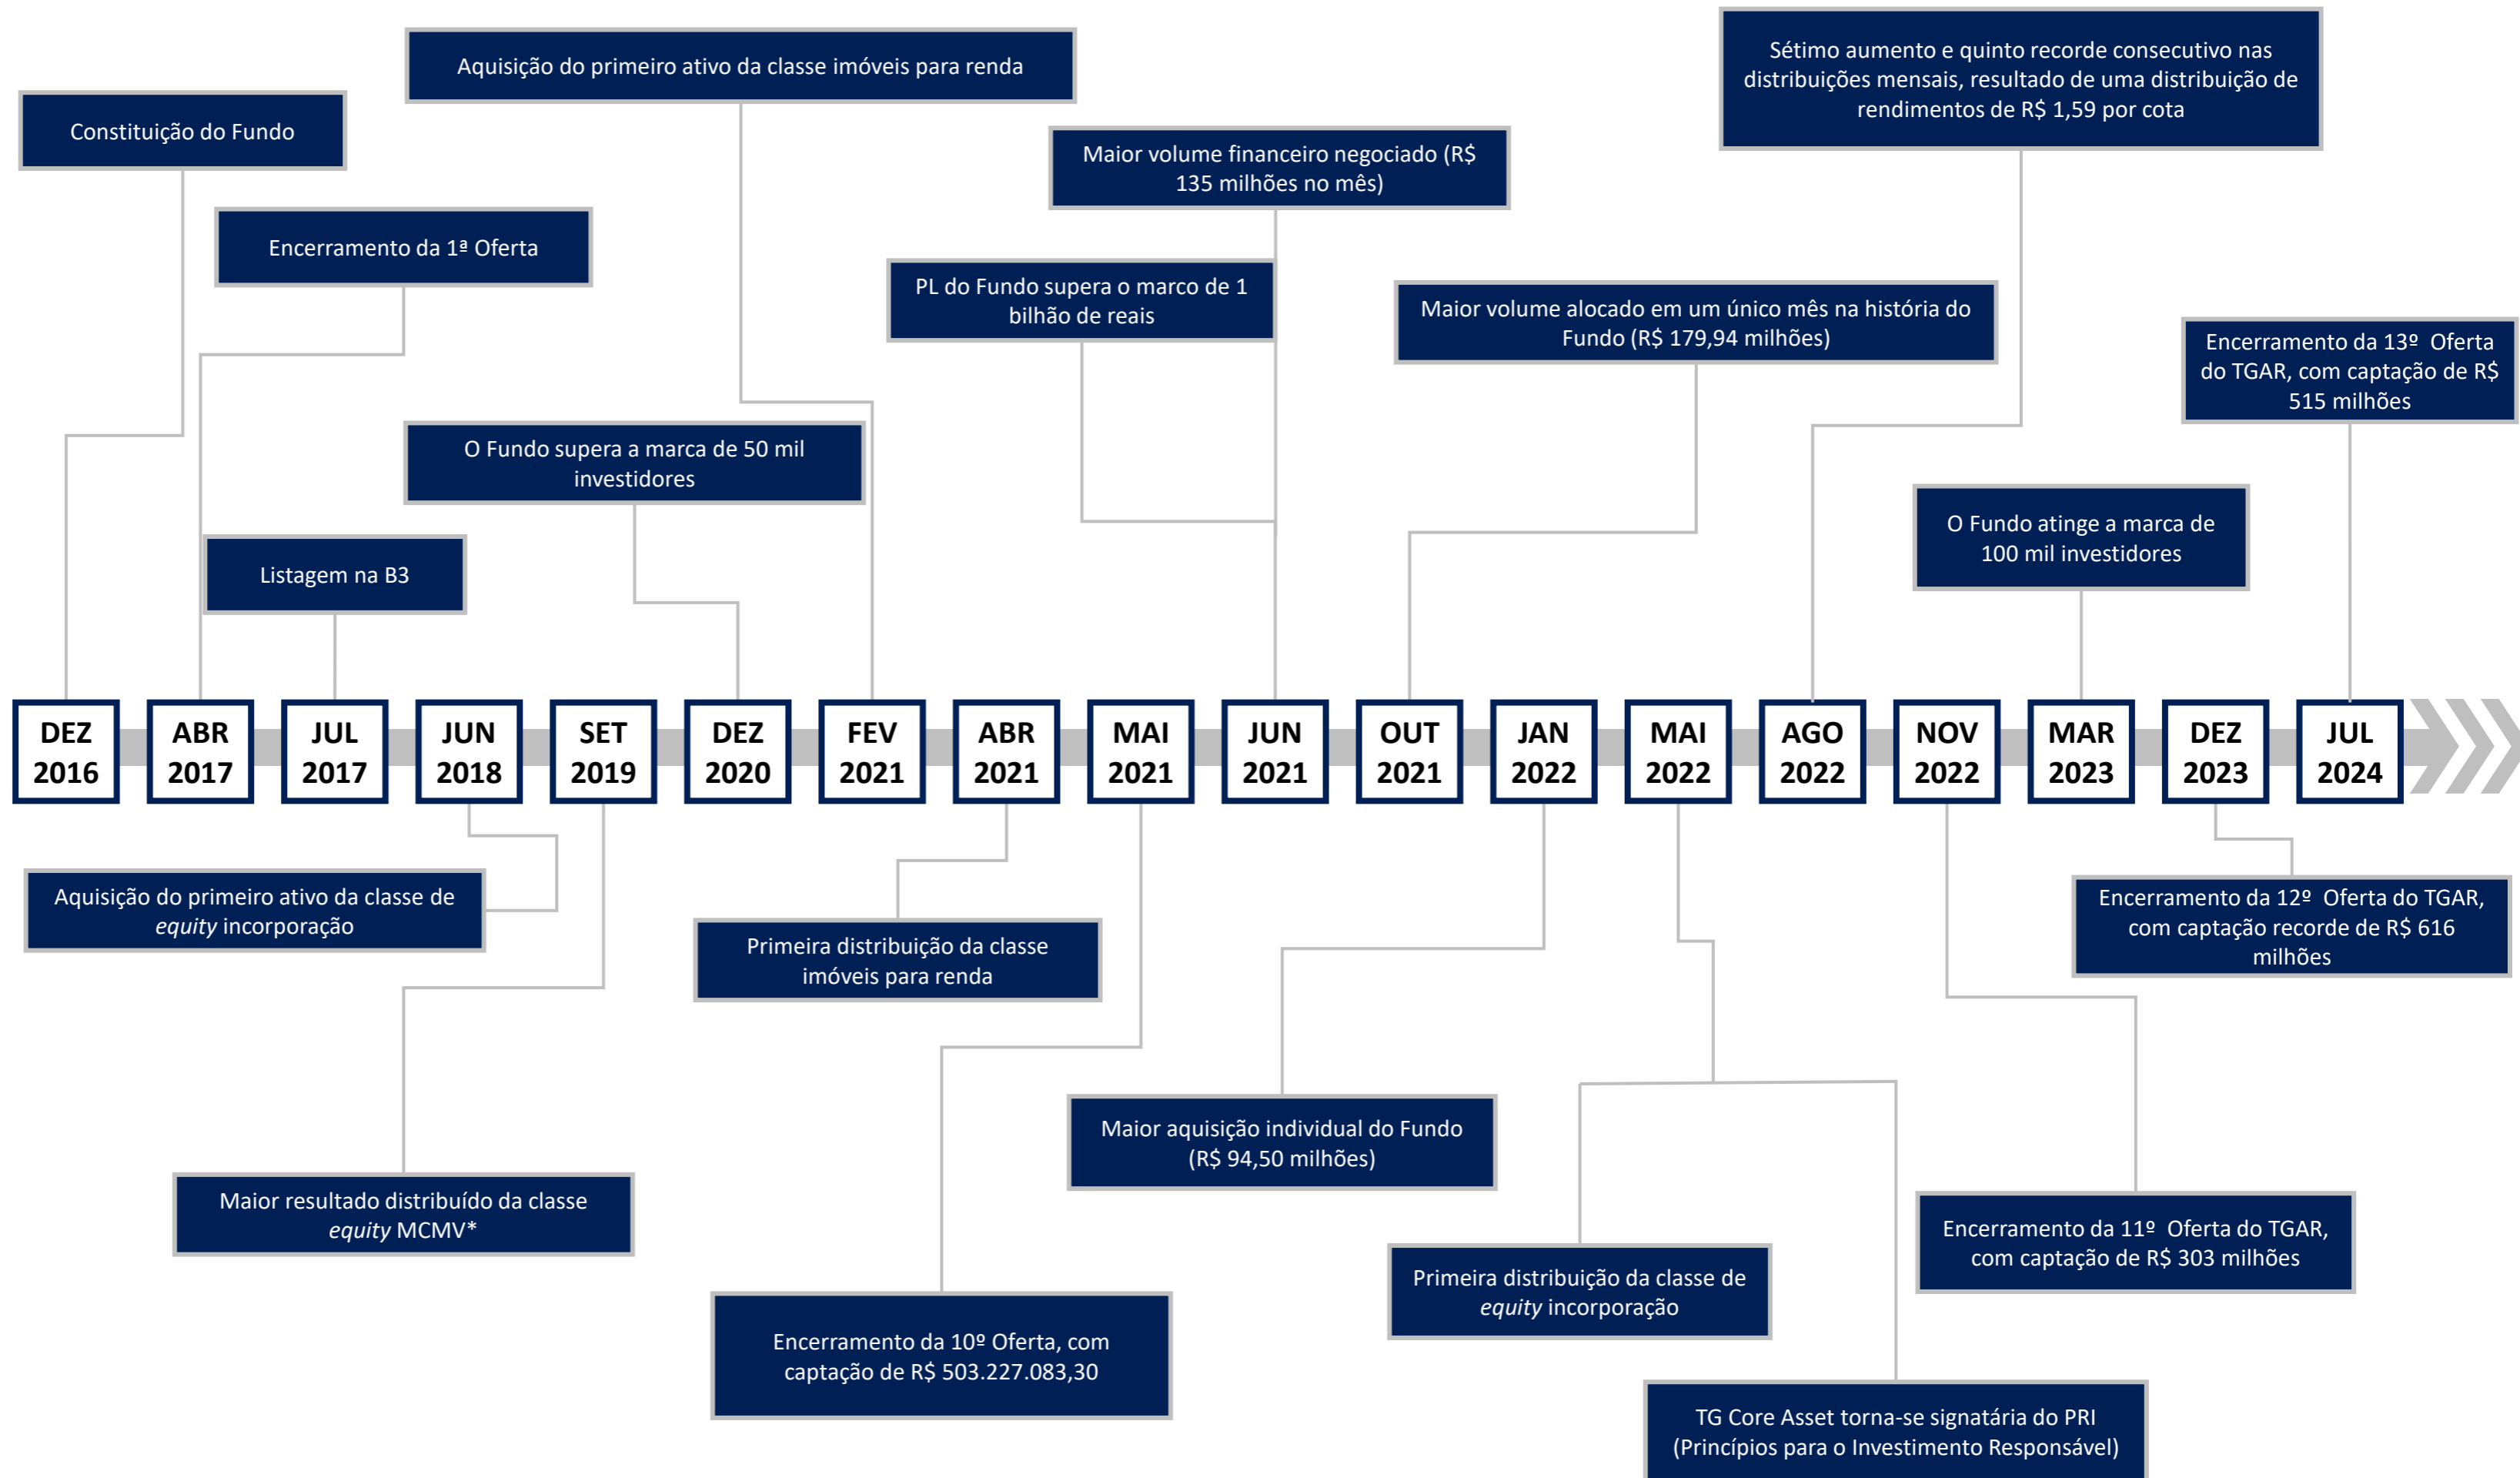 Constituição do Fundo
Encerramento da 1ª Oferta
Listagem na B3
Aquisição do primeiro ativo da classe imóveis para renda
O Fundo supera a marca de 50 mil
investidores
Maior volume financeiro negociado (R$
135 milhões no mês)
PL do Fundo supera o marco de 1
bilhão de reais
Maior volume alocado em um único mês na história do
Fundo (R$ 179,94 milhões)
Sétimo aumento e quinto recorde consecutivo nas
distribuições mensais, resultado de uma distribuição de
rendimentos de R$ 1,59 por cota
O Fundo atinge a marca de
100 mil investidores
Encerramento da 13º Oferta
do TGAR, com captação de R$
515 milhões
DEZ
2016
ABR
2017
JUL
2017
JUN
2018
SET
2019
DEZ
2020
FEV
2021
ABR
2021
MAI
2021
JUN
2021
OUT
2021
JAN
2022
MAI
2022
AGO
2022
NOV
2022
MAR
2023
DEZ
2023
JUL
2024
Aquisição do primeiro ativo da classe de
equity incorporação
Maior resultado distribuído da classe
equity MCMV*
Primeira distribuição da classe
imóveis para renda
Encerramento da 10º Oferta, com
captação de R$ 503.227.083,30
Maior aquisição individual do Fundo
(R$ 94,50 milhões)
Primeira distribuição da classe de
equity incorporação
TG Core Asset torna-se signatária do PRI
(Princípios para o Investimento Responsável)
Encerramento da 11º Oferta do TGAR,
com captação de R$ 303 milhões
Encerramento da 12º Oferta do TGAR,
com captação recorde de R$ 616
milhões